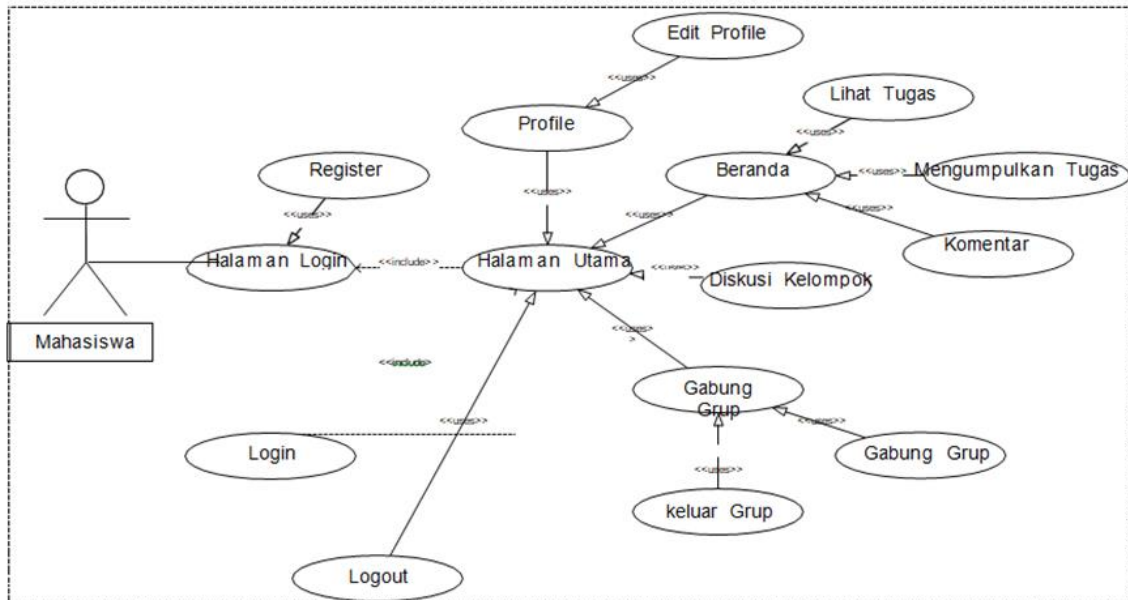 Edit Profile
<<uses>>
Lihat Tugas
Profile
<<uses>>
Beranda
<<uses>>
Mengumpulkan Tugas
Register
<<uses>>
<<uses>>
<<uses>>
<<uses>>
Komentar
Halaman Login
<<include>>
Halaman Utama
Diskusi Kelompok
<<uses>
>
Mahasiswa
<<include>
Gabung
Grup
<<uses>>
<<uses>>
Login
Gabung Grup
<<uses>>
keluar Grup
Logout